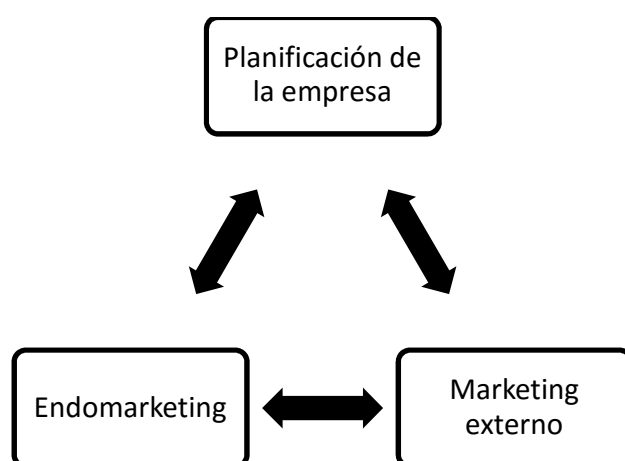 Planificación de
la empresa
Endomarketing
Marketing
externo